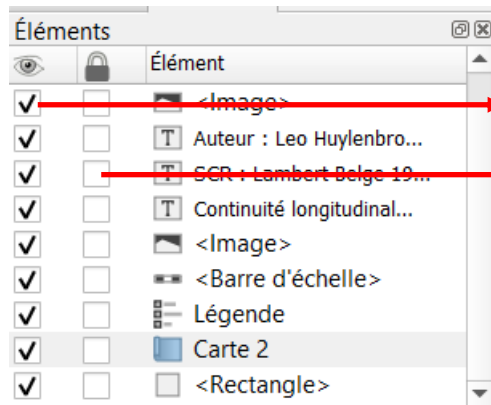 Éléments
Élément
<Image>
T Auteur : Leo Huylenbro...
T SCR : Lambert Belge 19...
T Continuité longitudinal...
<Image>
<Barre d'échelle>
Légende
Carte 2
<Rectangle>